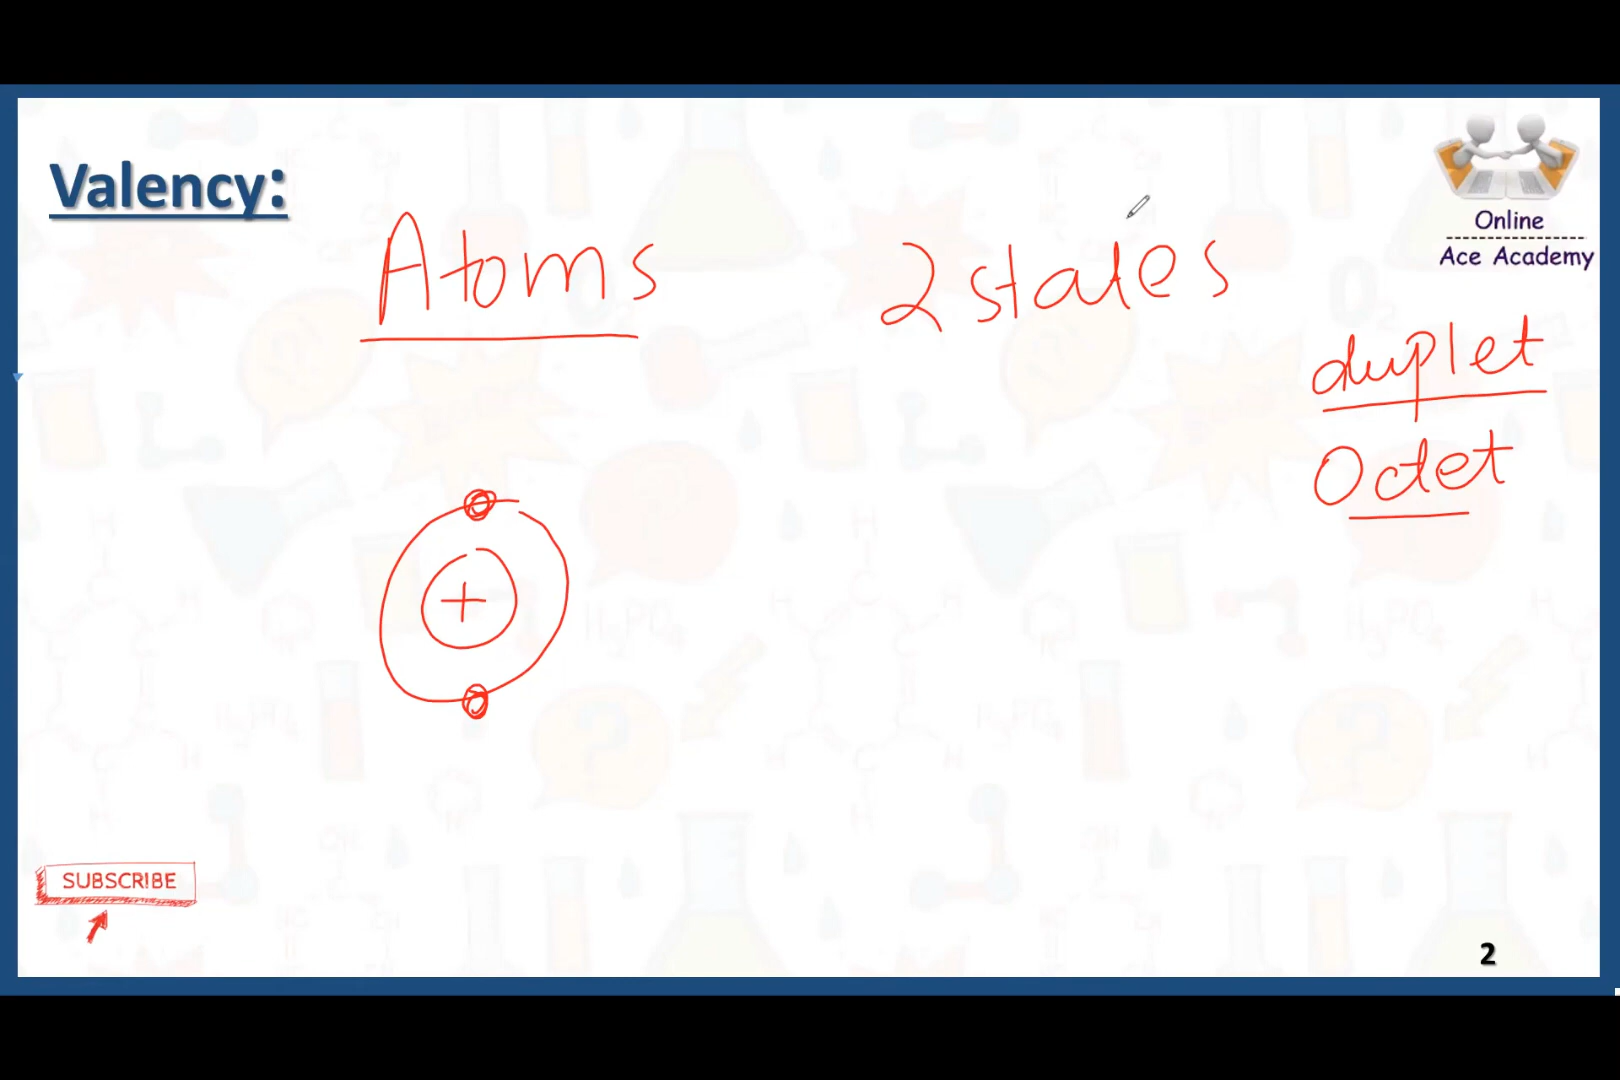 Valency:
Atoms
2 states
Online
Ace Academy
duplet
Octet
+
SUBSCRIBE
2